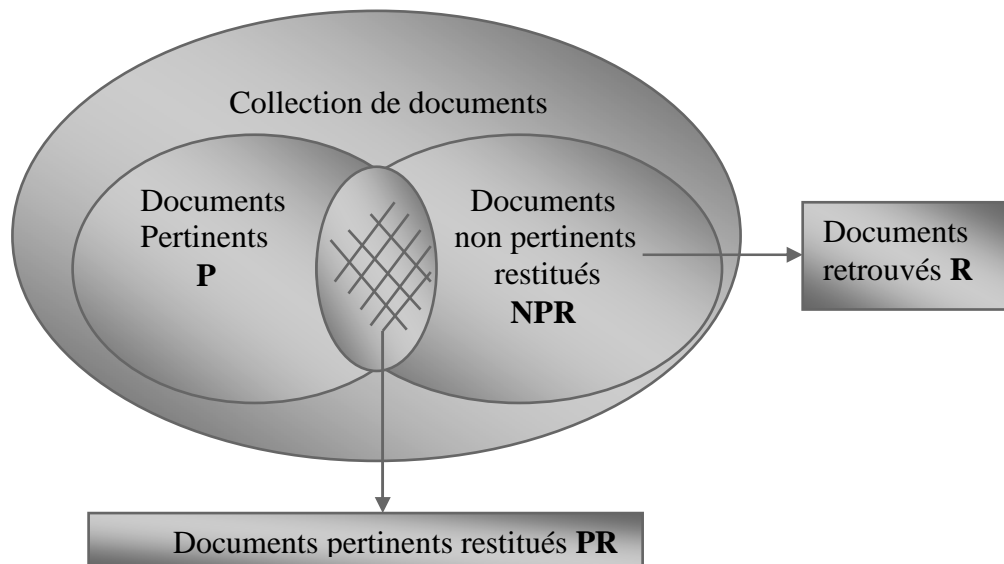 Collection de documents
Documents
Pertinents
P
Documents
non pertinents
restitués
NPR
Documents
retrouvés R
Documents pertinents restitués PR